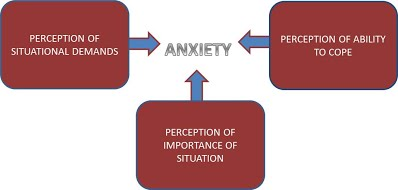 PERCEPTION OF
SITUATIONAL DEMANDS
ANXIETY
PERCEPTION OF ABILITY
TO COPE
PERCEPTION OF
IMPORTANCE OF
SITUATION